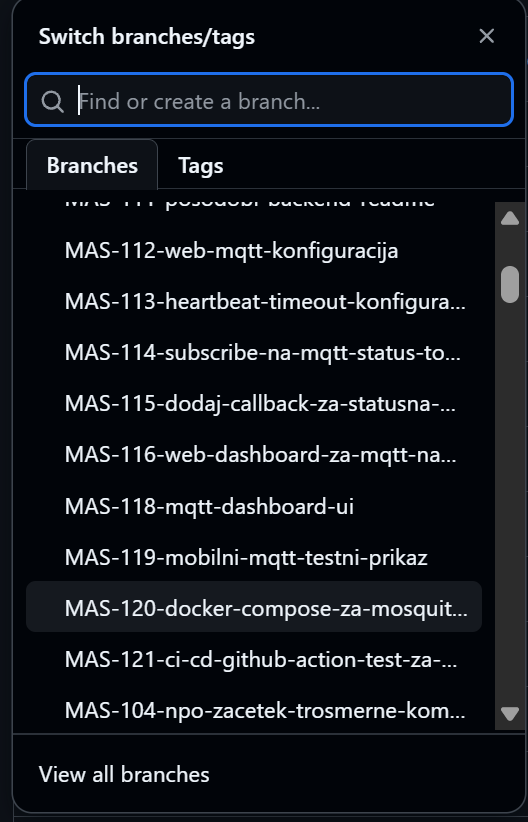 Switch branches/tags
Find or create a branch...
Branches
Tags
MAS-111-posodobi-backend-readme
MAS-112-web-mqtt-konfiguracija
MAS-113-heartbeat-timeout-konfigura...
MAS-114-subscribe-na-mqtt-status-to...
MAS-115-dodaj-callback-za-statusna-...
MAS-116-web-dashboard-za-mqtt-na...
MAS-118-mqtt-dashboard-ui
MAS-119-mobilni-mqtt-testni-prikaz
MAS-120-docker-compose-za-mosquit...
MAS-121-ci-cd-github-action-test-za-...
MAS-104-npo-zacetek-trosmerne-kom...
View all branches